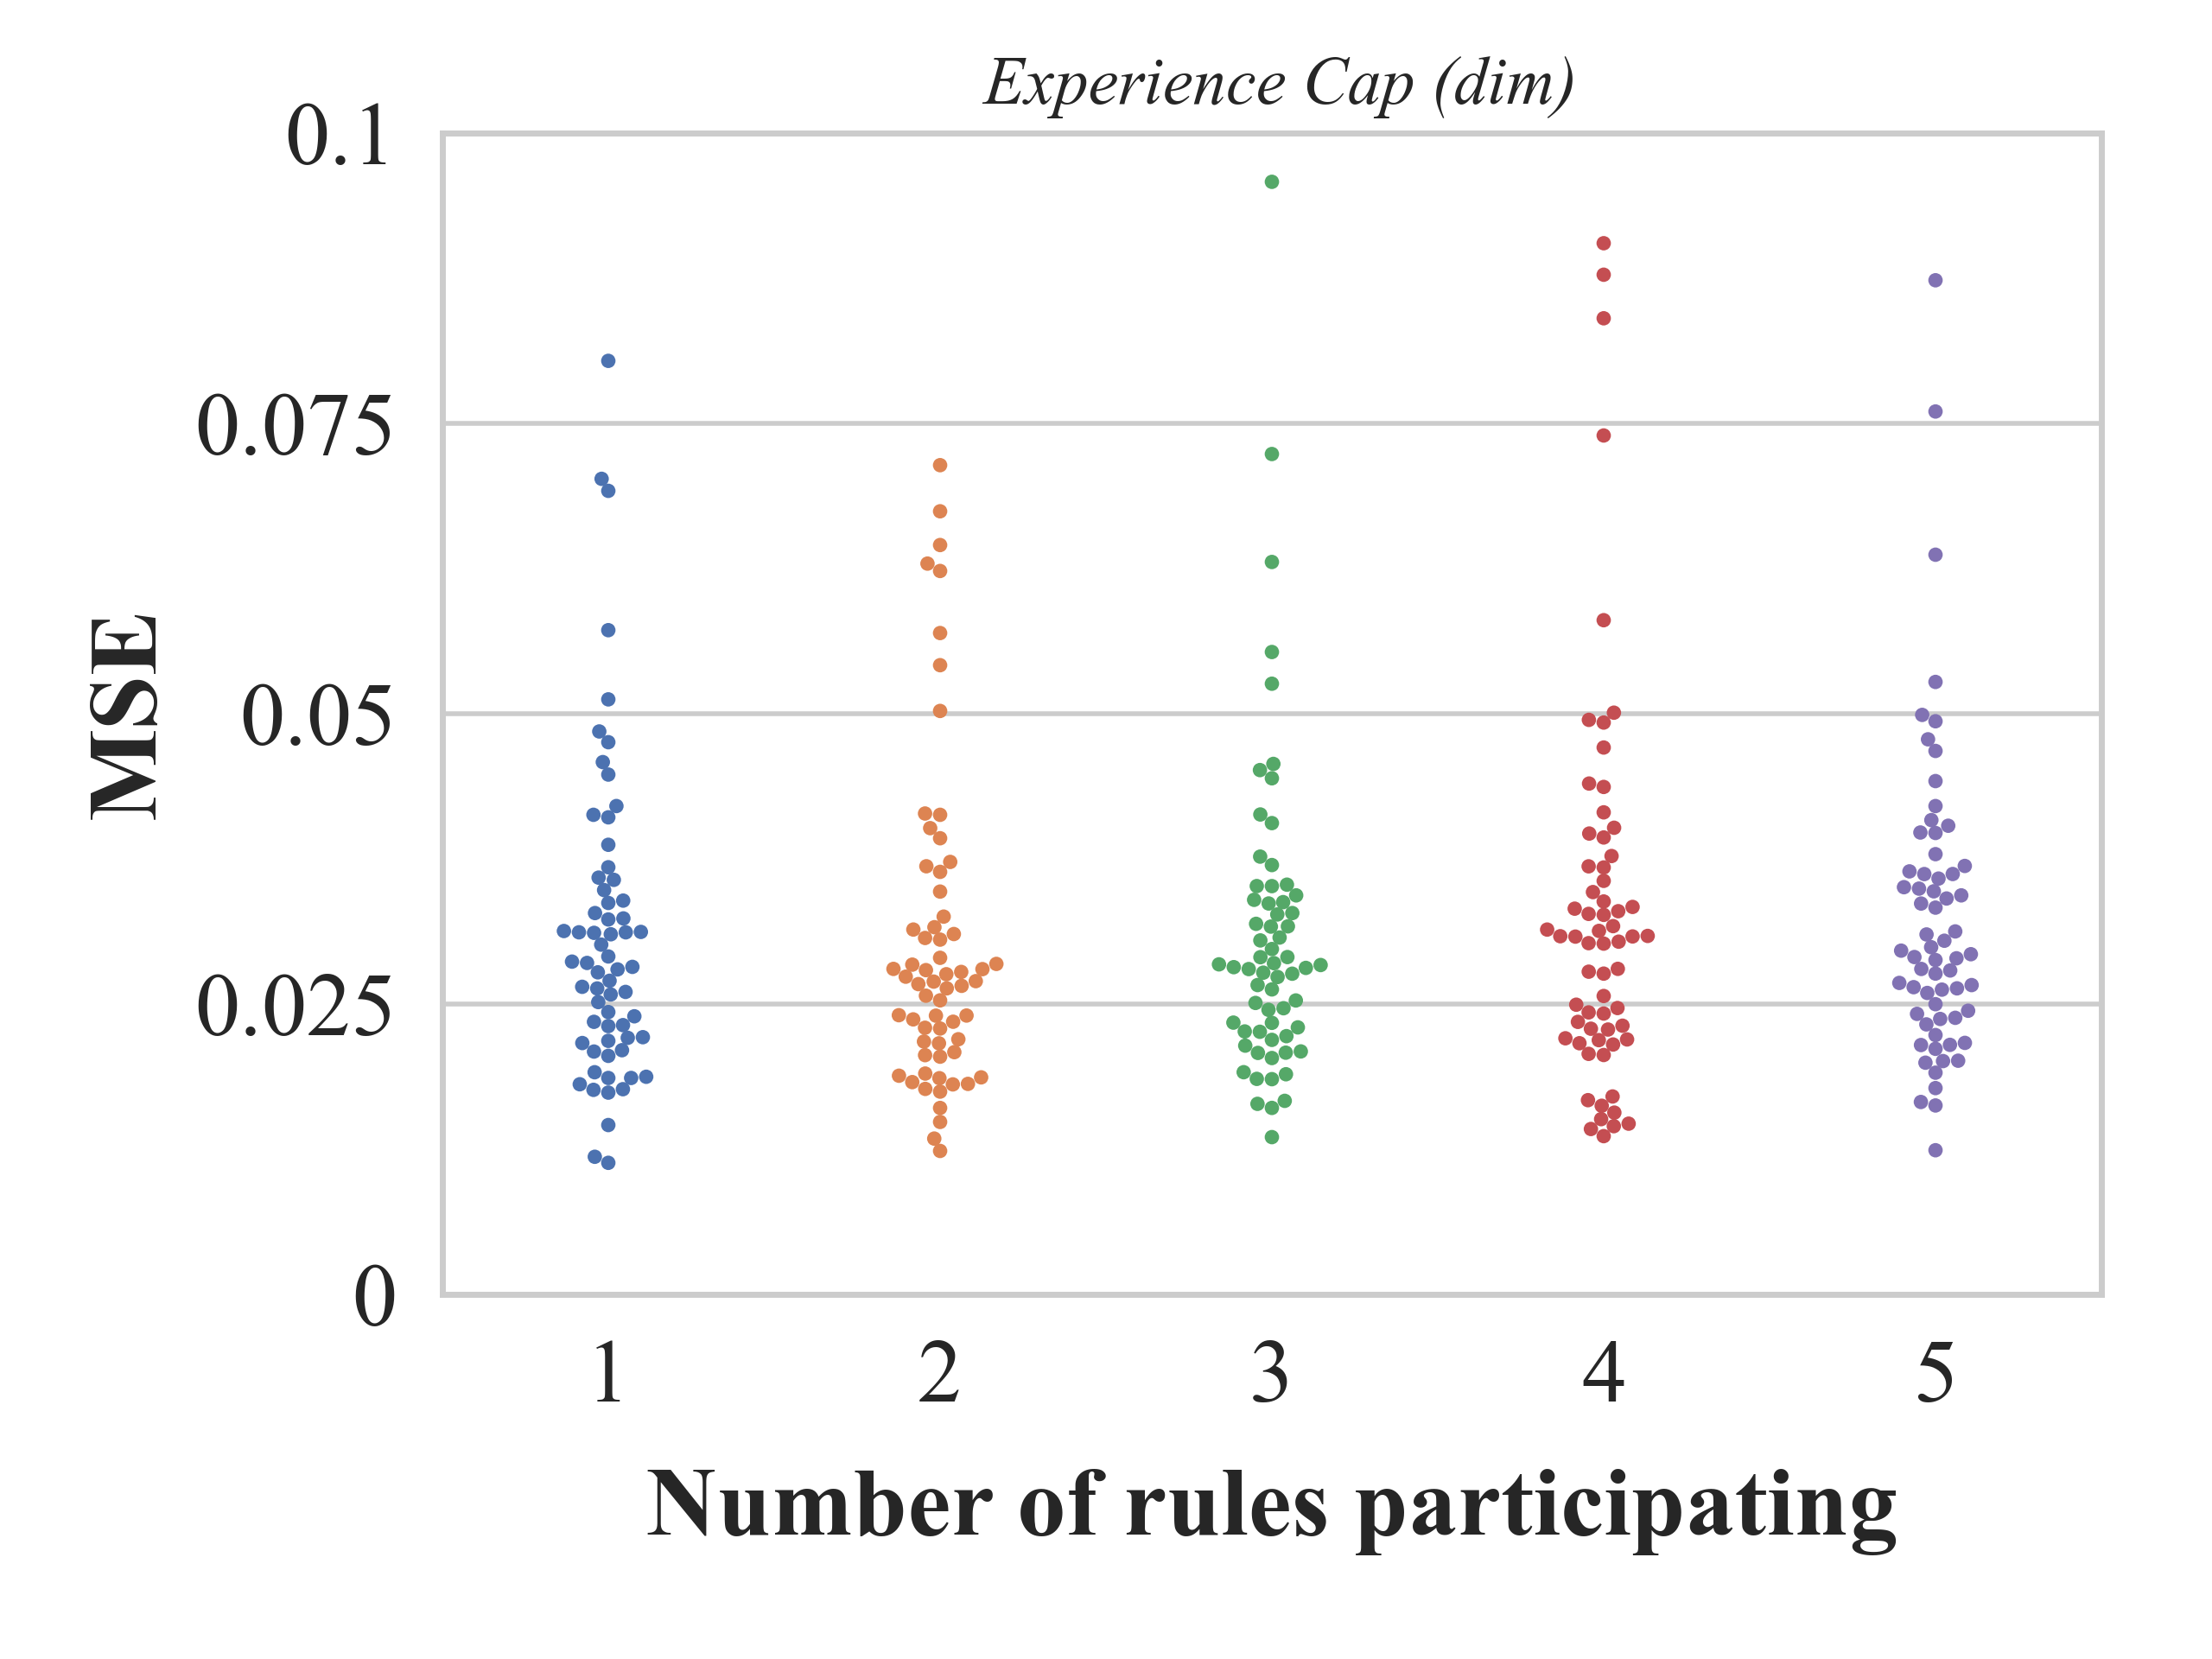 Experience Cap (dim)
0.1
0.075
0.05
0.025
0
MSE
1 2 3 4 5
Number of rules participating